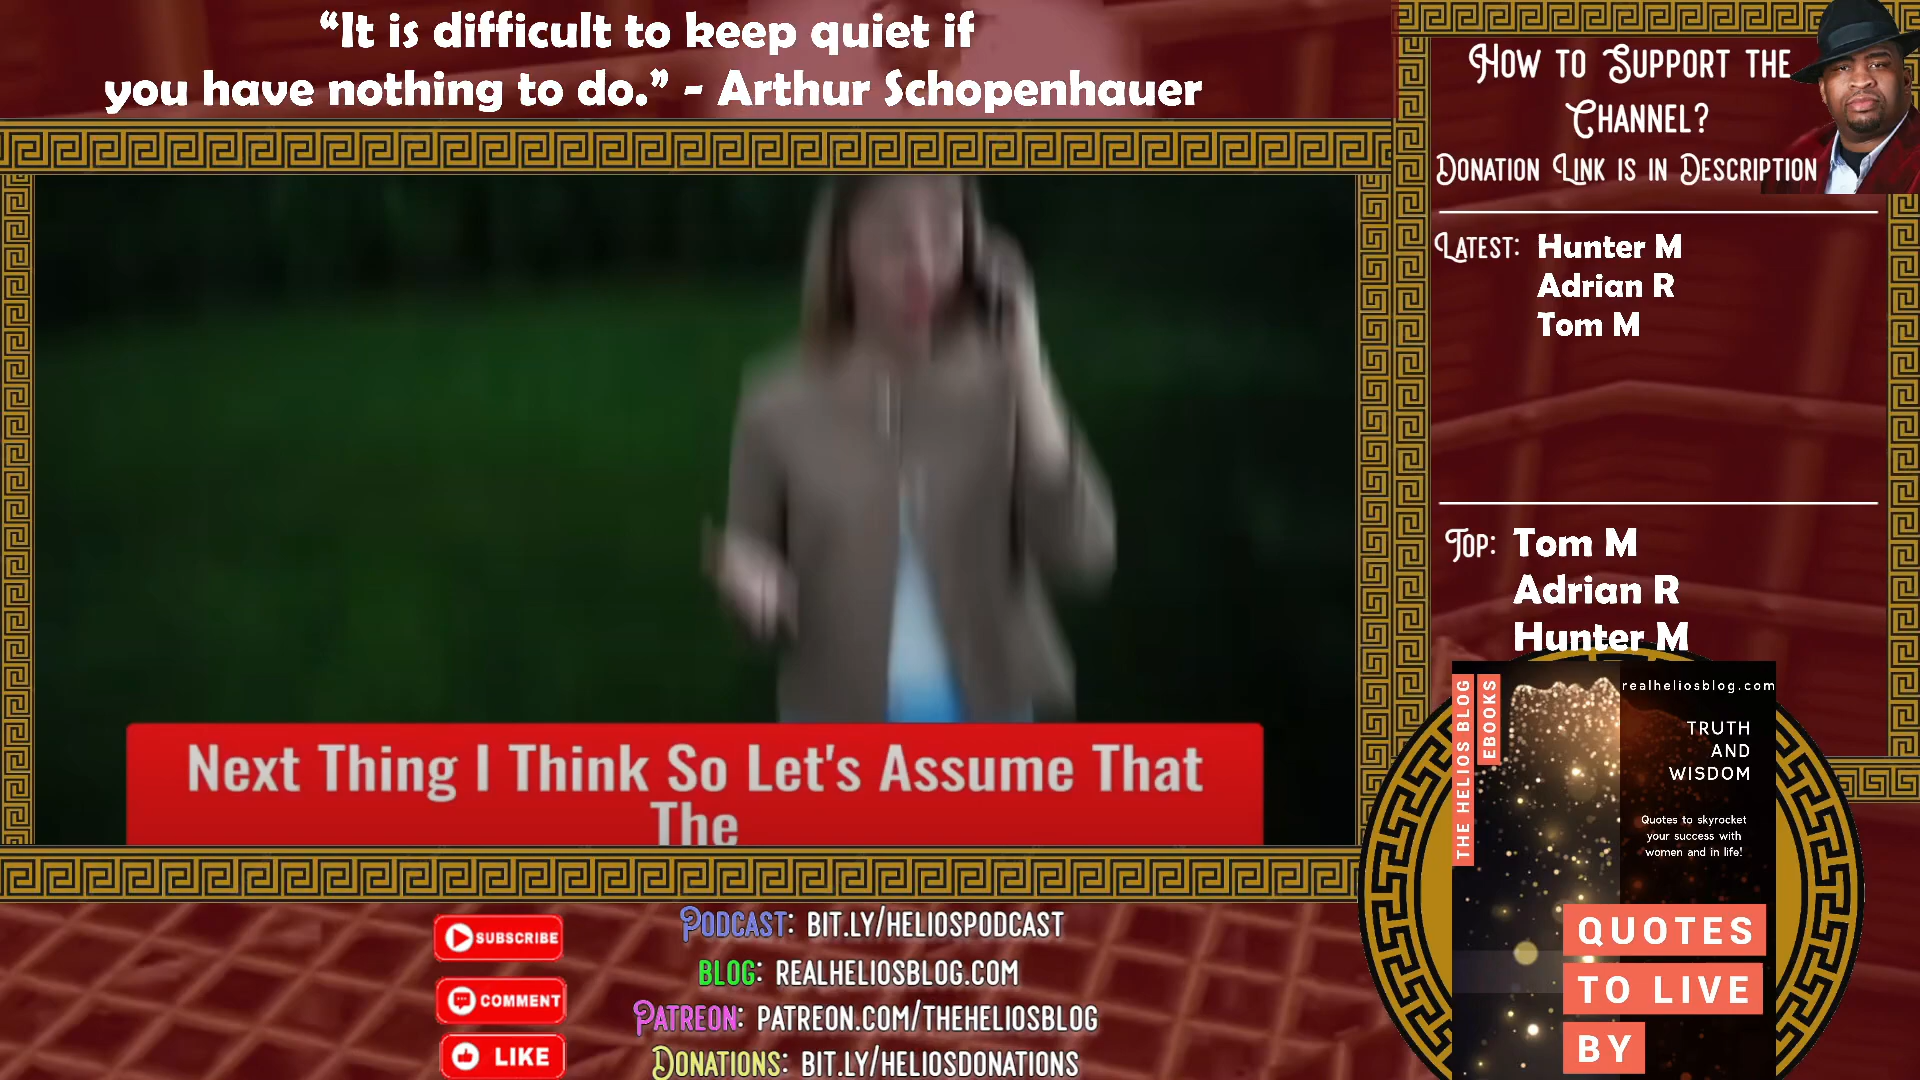 “It is difficult to keep quiet if
you have nothing to do.” - Arthur Schopenhauer
How to Support the
Channel?
Donation Link is in Description
Latest: Hunter M
Adrian R
Tom M
Top: Tom M
Adrian R
Hunter M
Next Thing I Think So Let's Assume That
The
THE HELIOS BLOG
EBOOKS
realheliosblog.com
TRUTH
AND
WISDOM
Quotes to skyrocket
your success with
women and in life!
QUOTES
TO LIVE
BY
SUBSCRIBE
COMMENT
LIKE
Podcast: bit.ly/heliospodcast
Blog: realheliosblog.com
Patreon: patreon.com/theheliosblog
Donations: bit.ly/heliosdonations